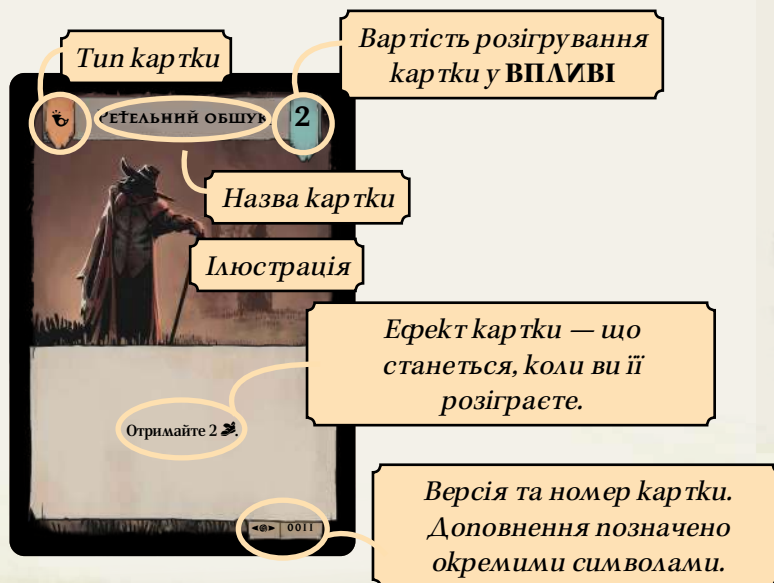 Тип картки
Вартість розігрування
картки у ВПЛИВІ
РЕТЕЛЬНИЙ ОБШУК
2
Назва картки
Ілюстрація
Ефект картки — що
станеться, коли ви її
розіграєте.
Отримайте 2 .
Версія та номер картки.
Доповнення позначено
окремими символами.
0011